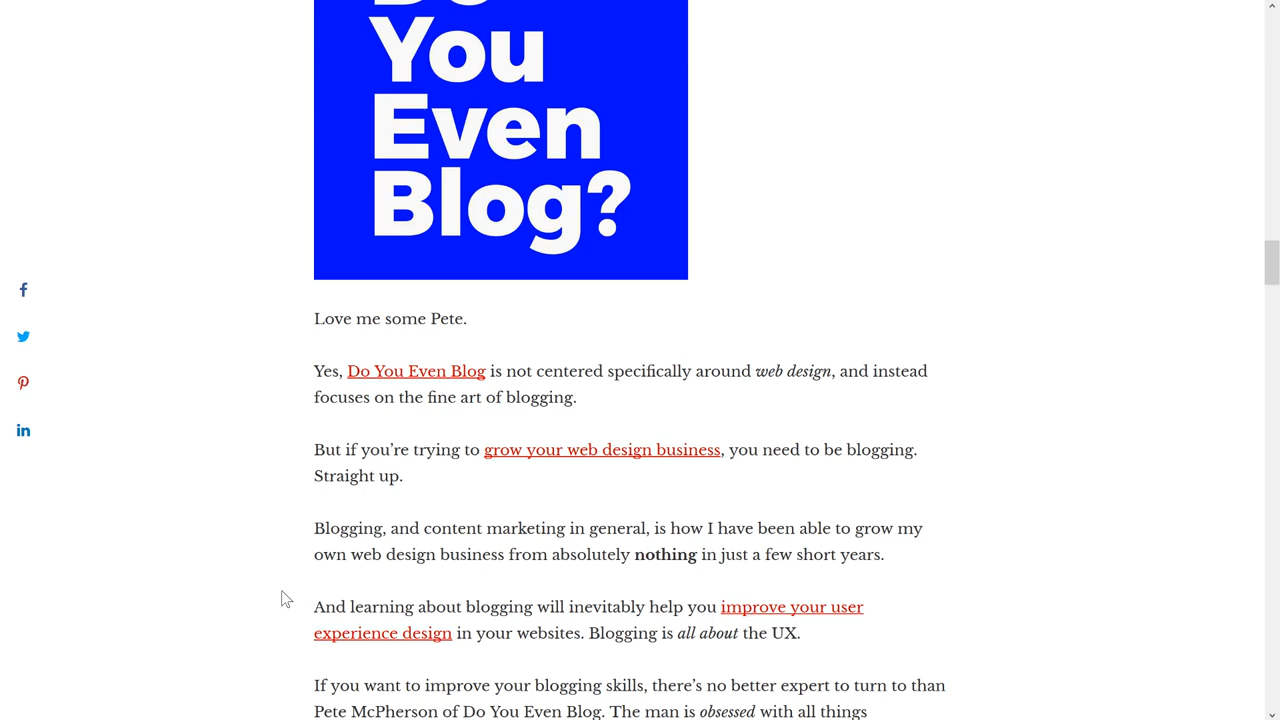 Do
You
Even
Blog?
Love me some Pete.
Yes, Do You Even Blog is not centered specifically around web design, and instead
focuses on the fine art of blogging.
But if you’re trying to grow your web design business, you need to be blogging.
Straight up.
Blogging, and content marketing in general, is how I have been able to grow my
own web design business from absolutely nothing in just a few short years.
And learning about blogging will inevitably help you improve your user
experience design in your websites. Blogging is all about the UX.
If you want to improve your blogging skills, there’s no better expert to turn to than
Pete McPherson of Do You Even Blog. The man is obsessed with all things